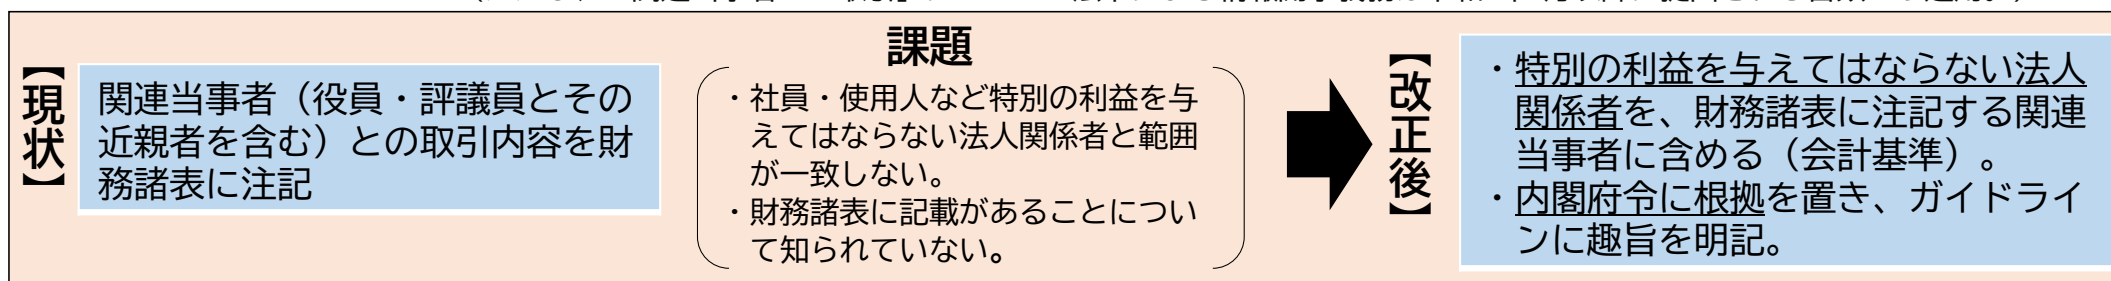 【現状】
関連当事者（役員・評議員とその
近親者を含む）との取引内容を財
務諸表に注記
課題
・社員・使用人など特別の利益を与
えてはならない法人関係者と範囲
が一致しない。
・財務諸表に記載があることについ
て知られていない。
【改正後】
・特別の利益を与えてはならない法人
関係者を、財務諸表に注記する関連
当事者に含める（会計基準）。
・内閣府令に根拠を置き、ガイドライ
ンに趣旨を明記。